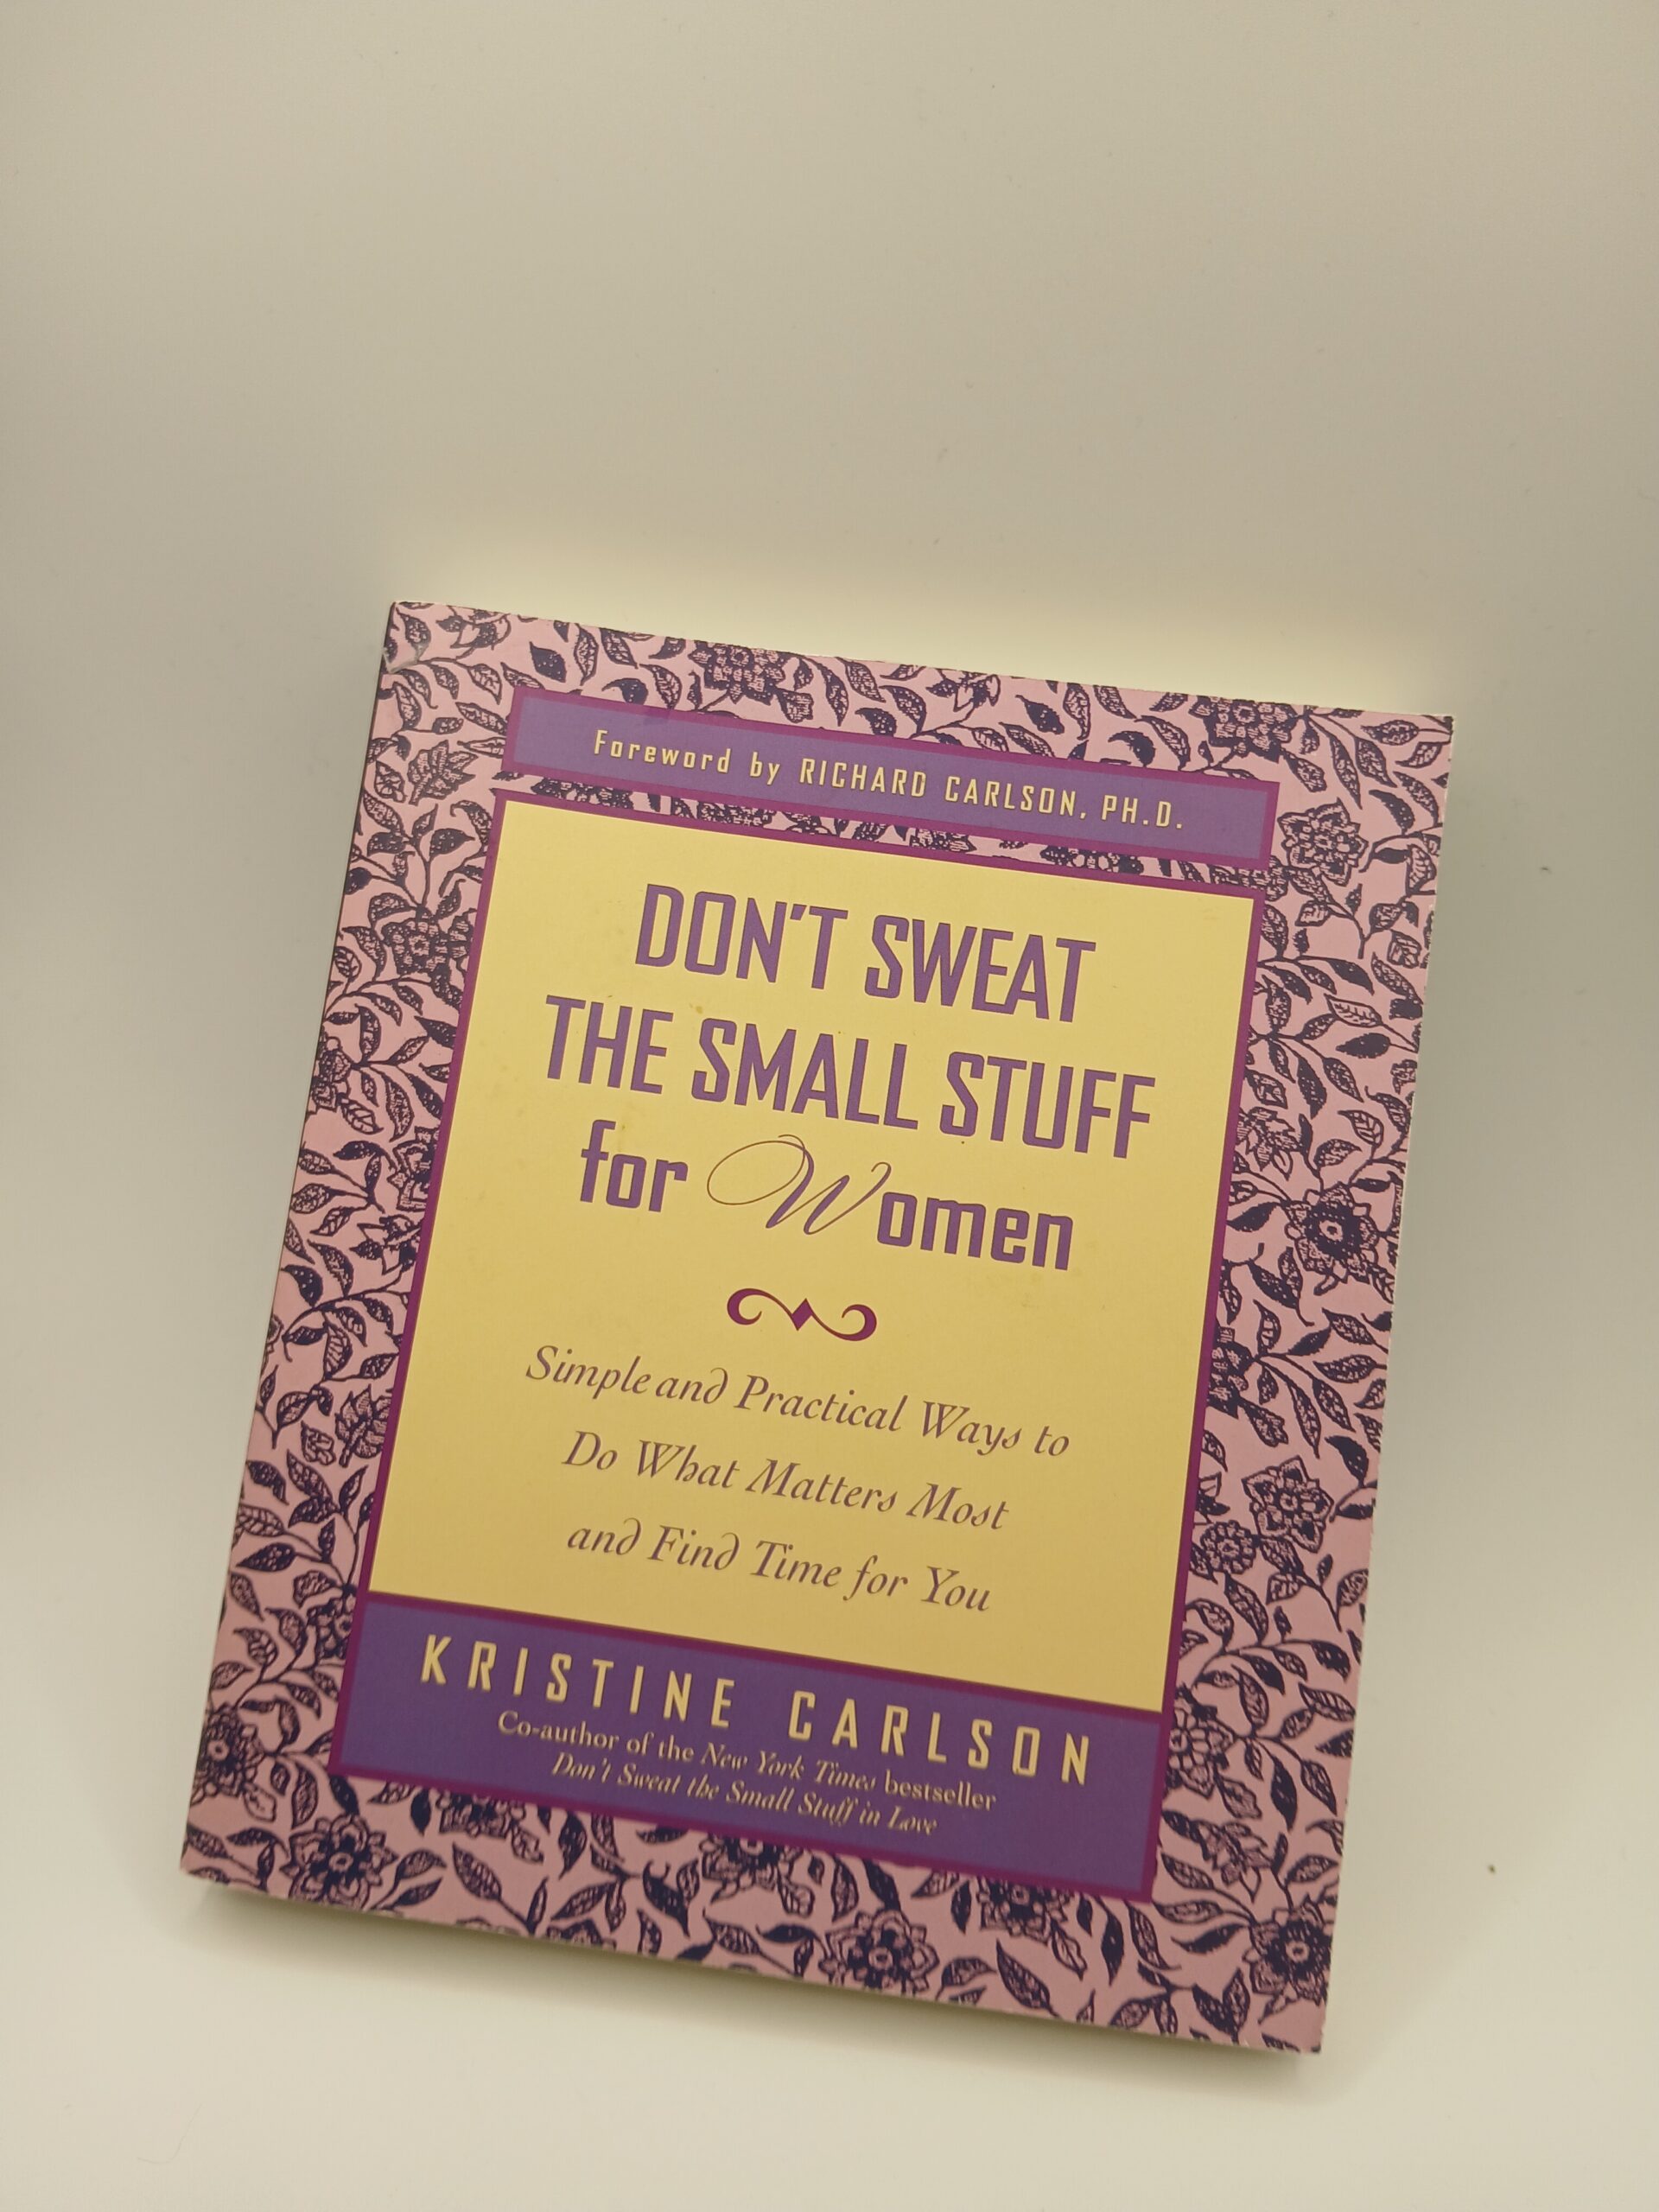 Foreword by RICHARD CARLSON, PH.D.
DON'T SWEAT
THE SMALL STUFF
for Women
Simple and Practical Ways to
Do What Matters Most
and Find Time for You
KRISTINE CARLSON
Co-author of the New York Times bestseller
Don't Sweat the Small Stuff in Love